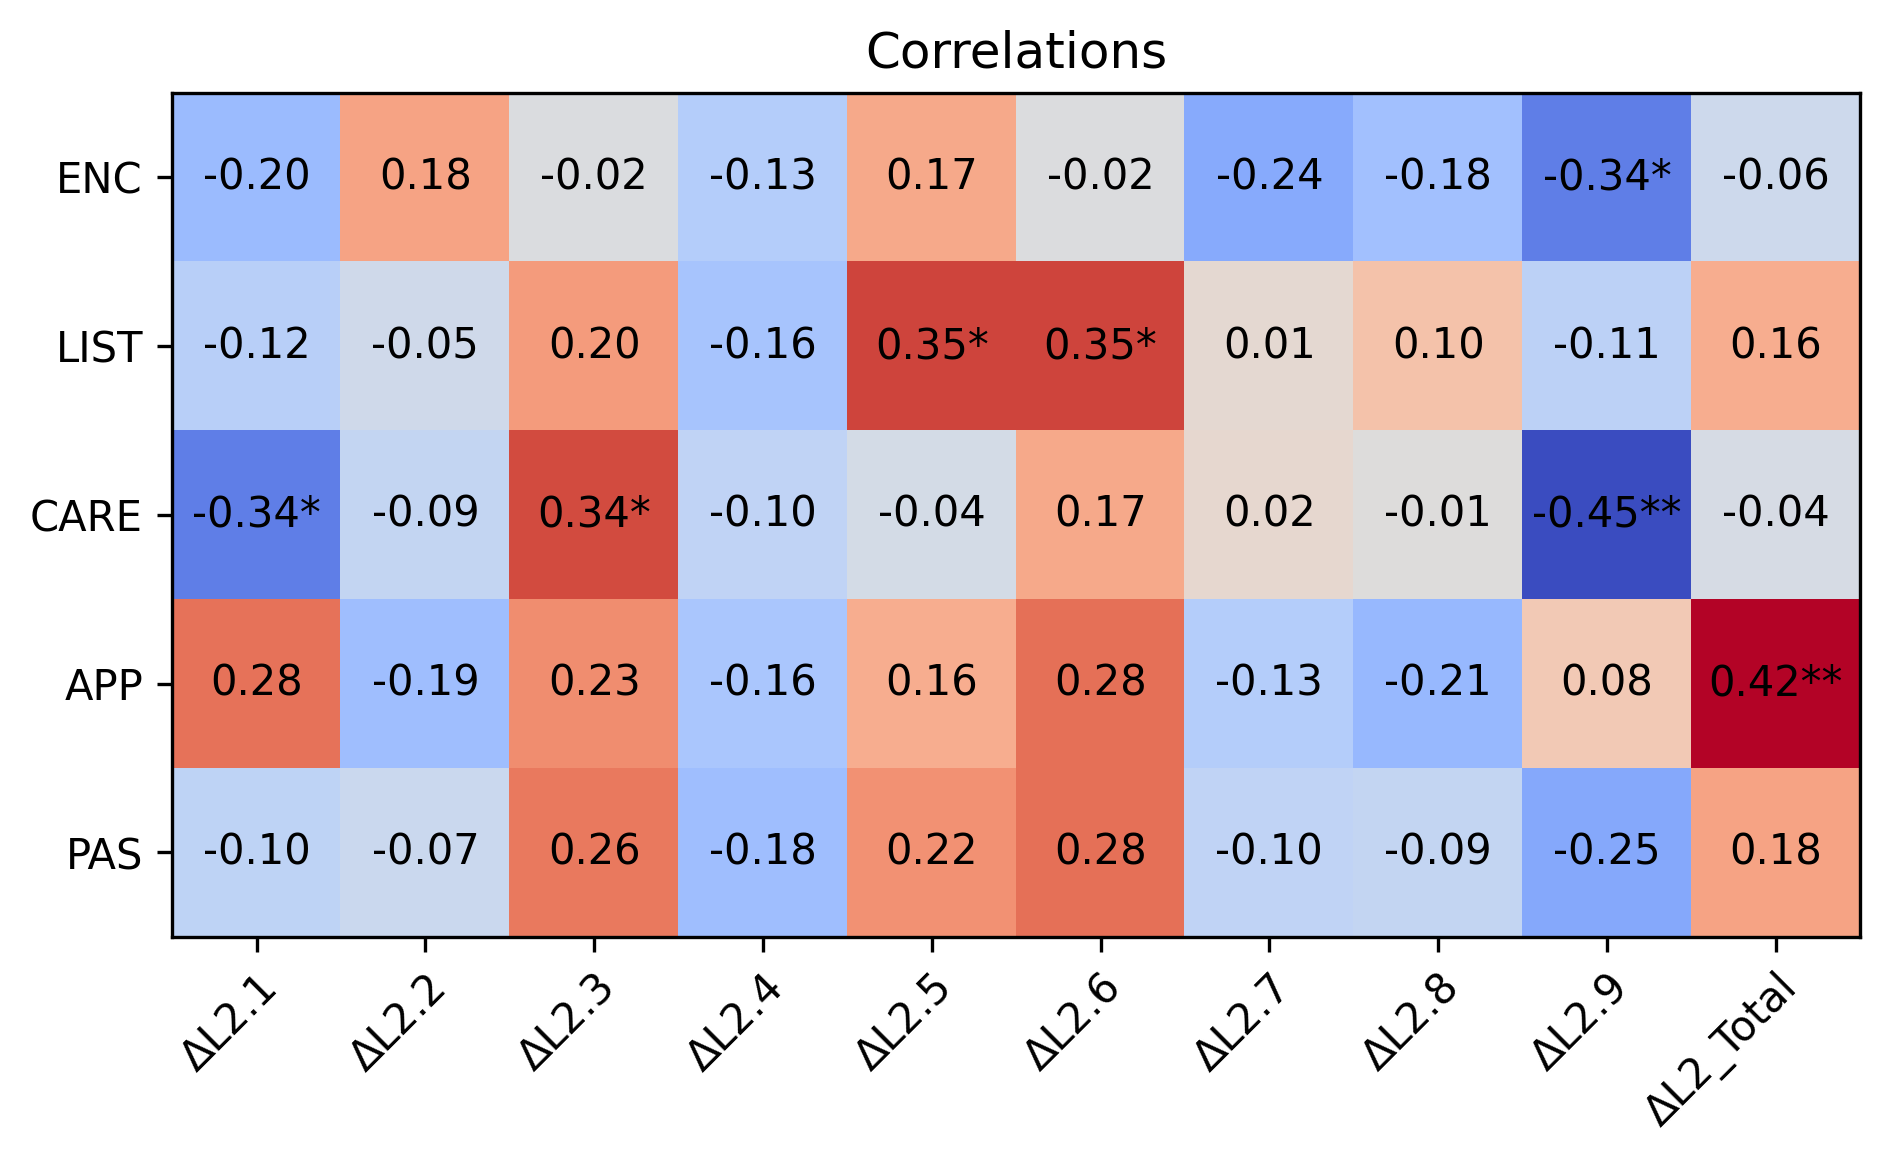 Correlations
ENC -0.20 0.18 -0.02 -0.13 0.17 -0.02 -0.24 -0.18 -0.34* -0.06
LIST -0.12 -0.05 0.20 -0.16 0.35* 0.35* 0.01 0.10 -0.11 0.16
CARE -0.34* -0.09 0.34* -0.10 -0.04 0.17 0.02 -0.01 -0.45** -0.04
APP 0.28 -0.19 0.23 -0.16 0.16 0.28 -0.13 -0.21 0.08 0.42**
PAS -0.10 -0.07 0.26 -0.18 0.22 0.28 -0.10 -0.09 -0.25 0.18
ΔL2.1 ΔL2.2 ΔL2.3 ΔL2.4 ΔL2.5 ΔL2.6 ΔL2.7 ΔL2.8 ΔL2.9 ΔL2_Total